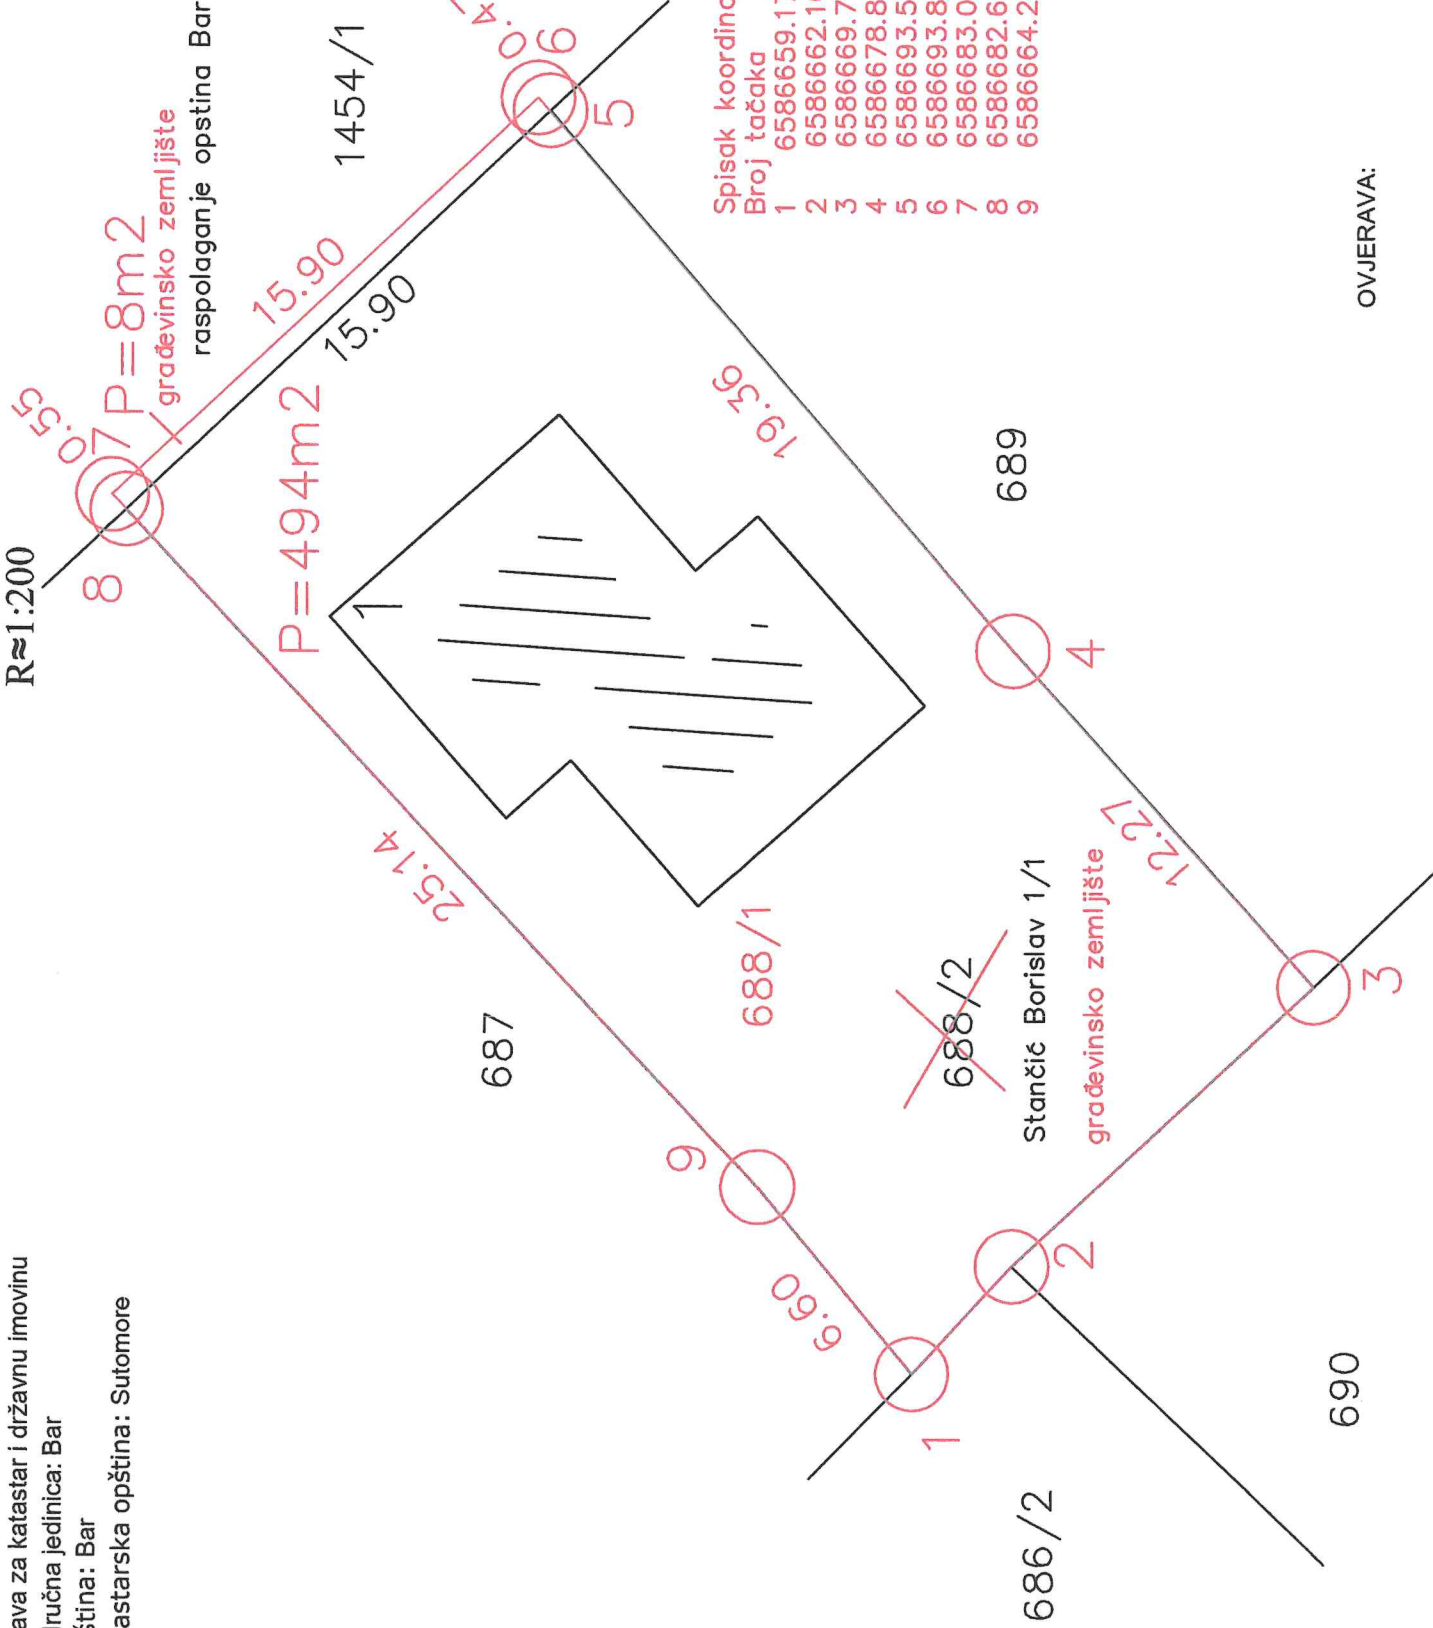 R≈1:200
ava za katastar i državnu imovinu
ručna jedinica: Bar
ština: Bar
astarska opština: Sutomore
8
0.55
7
P=8m2
građevinsko zemljište
raspolaganje opstina Bar
1454/1
15.90
15.90
0.4
6
5
P=494m2
1
25.14
687
19.36
689
688/1
9
6.60
688/2
Stančić Borislav 1/1
građevinsko zemljište
12.27
4
3
2
1
686/2
690
Spisak koordina
Broj tačaka
1 6586659.1
2 6586662.1
3 6586669.7
4 6586678.8
5 6586693.5
6 6586693.8
7 6586683.0
8 6586682.6
9 6586664.2
OVJERAVA: